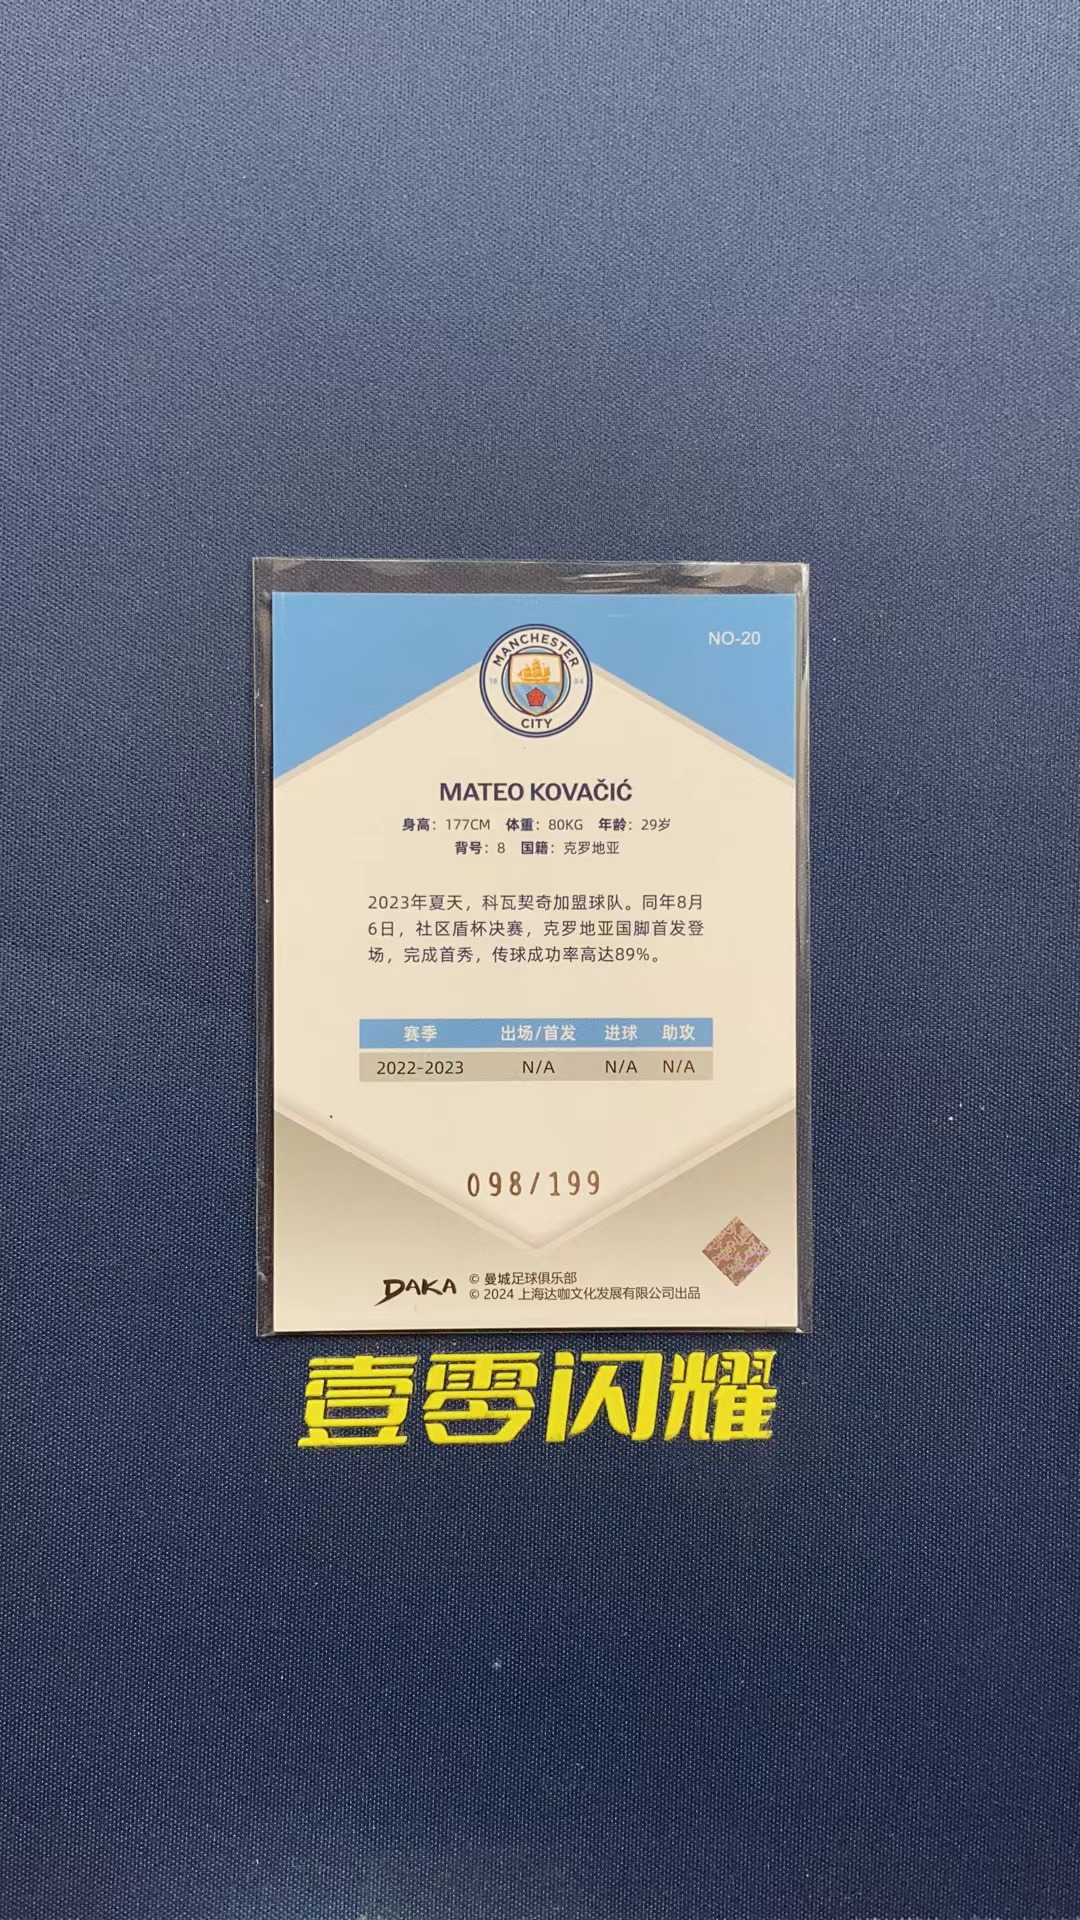 NO-20
MANCHESTER
18 94
CITY
MATEO KOVAČIĆ
身高：177CM 体重：80KG 年龄：29岁
背号：8 国籍：克罗地亚
2023年夏天，科瓦契奇加盟球队。同年8月
6日，社区盾杯决赛，克罗地亚国脚首发登
场，完成首秀，传球成功率高达89%。
赛季 出场/首发 进球 助攻
2022-2023 N/A N/A N/A
098/199
DAKA
© 曼城足球俱乐部
© 2024 上海达咖文化发展有限公司出品
壹零闪耀